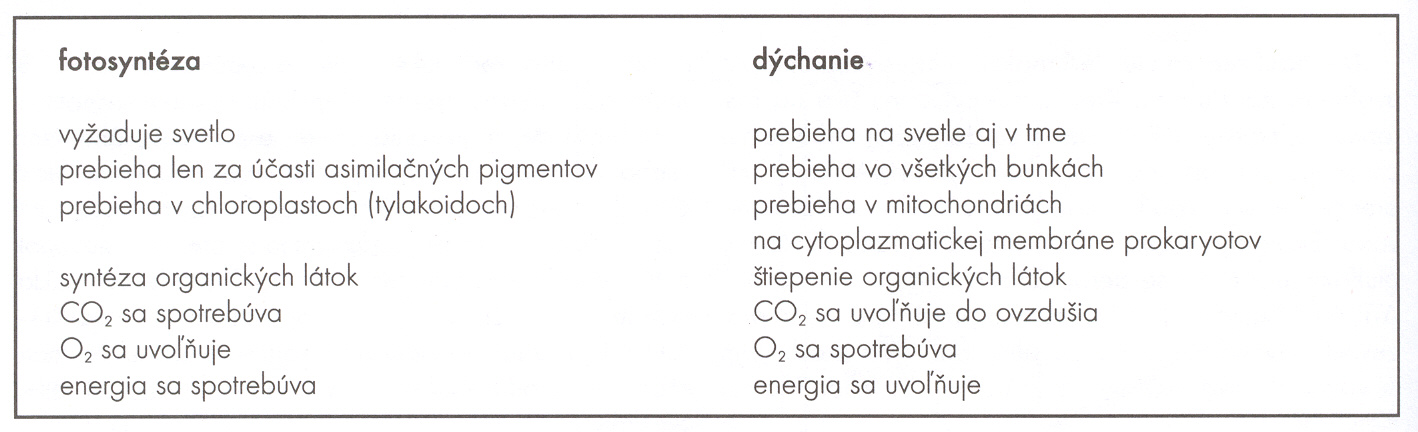 fotosyntéza
vyžaduje svetlo
prebieha len za účasti asimilačných pigmentov
prebieha v chloroplastoch (tylakoidoch)
syntéza organických látok
CO₂ sa spotrebúva
O₂ sa uvoľňuje
energia sa spotrebúva
dýchanie
prebieha na svetle aj v tme
prebieha vo všetkých bunkách
prebieha v mitochondriách
na cytoplazmatickej membráne prokaryotov
štiepenie organických látok
CO₂ sa uvoľňuje do ovzdušia
O₂ sa spotrebúva
energia sa uvoľňuje